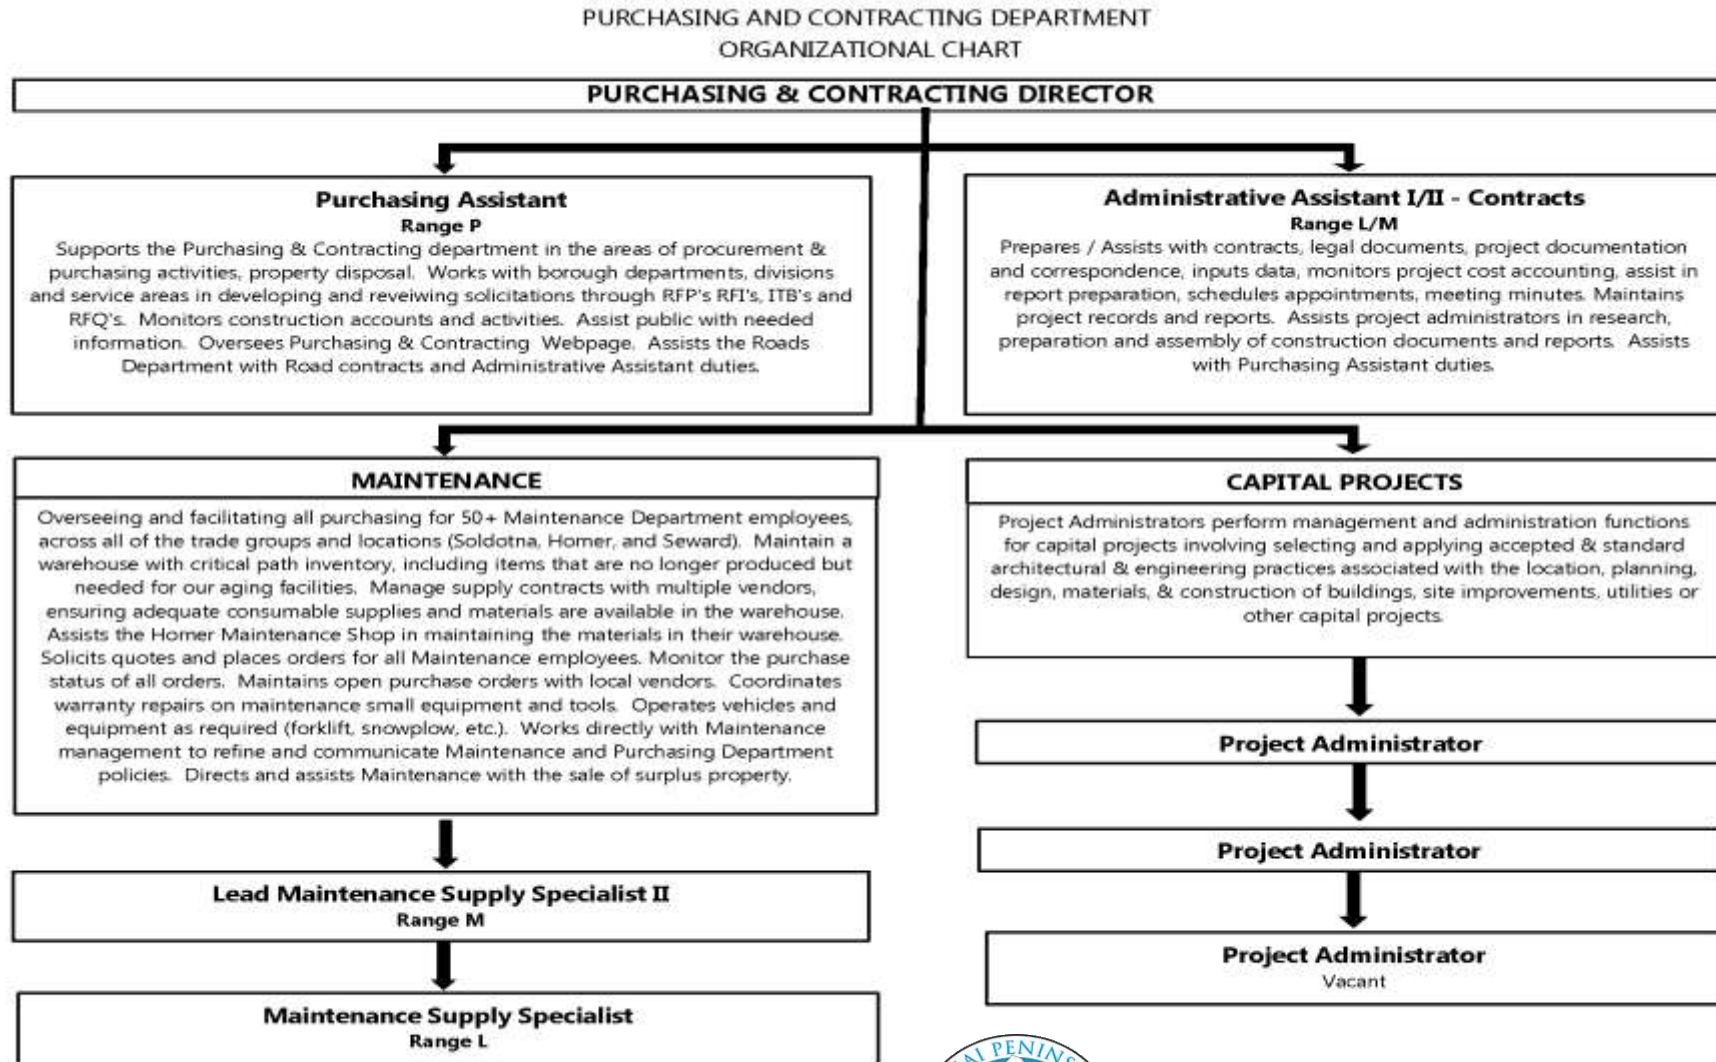 PURCHASING AND CONTRACTING DEPARTMENT
ORGANIZATIONAL CHART
PURCHASING & CONTRACTING DIRECTOR
Purchasing Assistant
Range P
Supports the Purchasing & Contracting department in the areas of procurement &
purchasing activities, property disposal. Works with borough departments, divisions
and service areas in developing and reveiwing solicitations through RFP's RFI's, ITB's and
RFQ's. Monitors construction accounts and activities. Assist public with needed
information. Oversees Purchasing & Contracting Webpage. Assists the Roads
Department with Road contracts and Administrative Assistant duties.
Administrative Assistant I/II - Contracts
Range L/M
Prepares / Assists with contracts, legal documents, project documentation
and correspondence, inputs data, monitors project cost accounting, assist in
report preparation, schedules appointments, meeting minutes. Maintains
project records and reports. Assists project administrators in research,
preparation and assembly of construction documents and reports. Assists
with Purchasing Assistant duties.
MAINTENANCE
Overseeing and facilitating all purchasing for 50+ Maintenance Department employees,
across all of the trade groups and locations (Soldotna, Homer, and Seward). Maintain a
warehouse with critical path inventory, including items that are no longer produced but
needed for our aging facilities. Manage supply contracts with multiple vendors,
ensuring adequate consumable supplies and materials are available in the warehouse.
Assists the Homer Maintenance Shop in maintaining the materials in their warehouse.
Solicits quotes and places orders for all Maintenance employees. Monitor the purchase
status of all orders. Maintains open purchase orders with local vendors. Coordinates
warranty repairs on maintenance small equipment and tools. Operates vehicles and
equipment as required (forklift, snowplow, etc.). Works directly with Maintenance
management to refine and communicate Maintenance and Purchasing Department
policies. Directs and assists Maintenance with the sale of surplus property.
Lead Maintenance Supply Specialist II
Range M
Maintenance Supply Specialist
Range L
CAPITAL PROJECTS
Project Administrators perform management and administration functions
for capital projects involving selecting and applying accepted & standard
architectural & engineering practices associated with the location, planning,
design, materials, & construction of buildings, site improvements, utilities or
other capital projects.
Project Administrator
Project Administrator
Project Administrator
Vacant